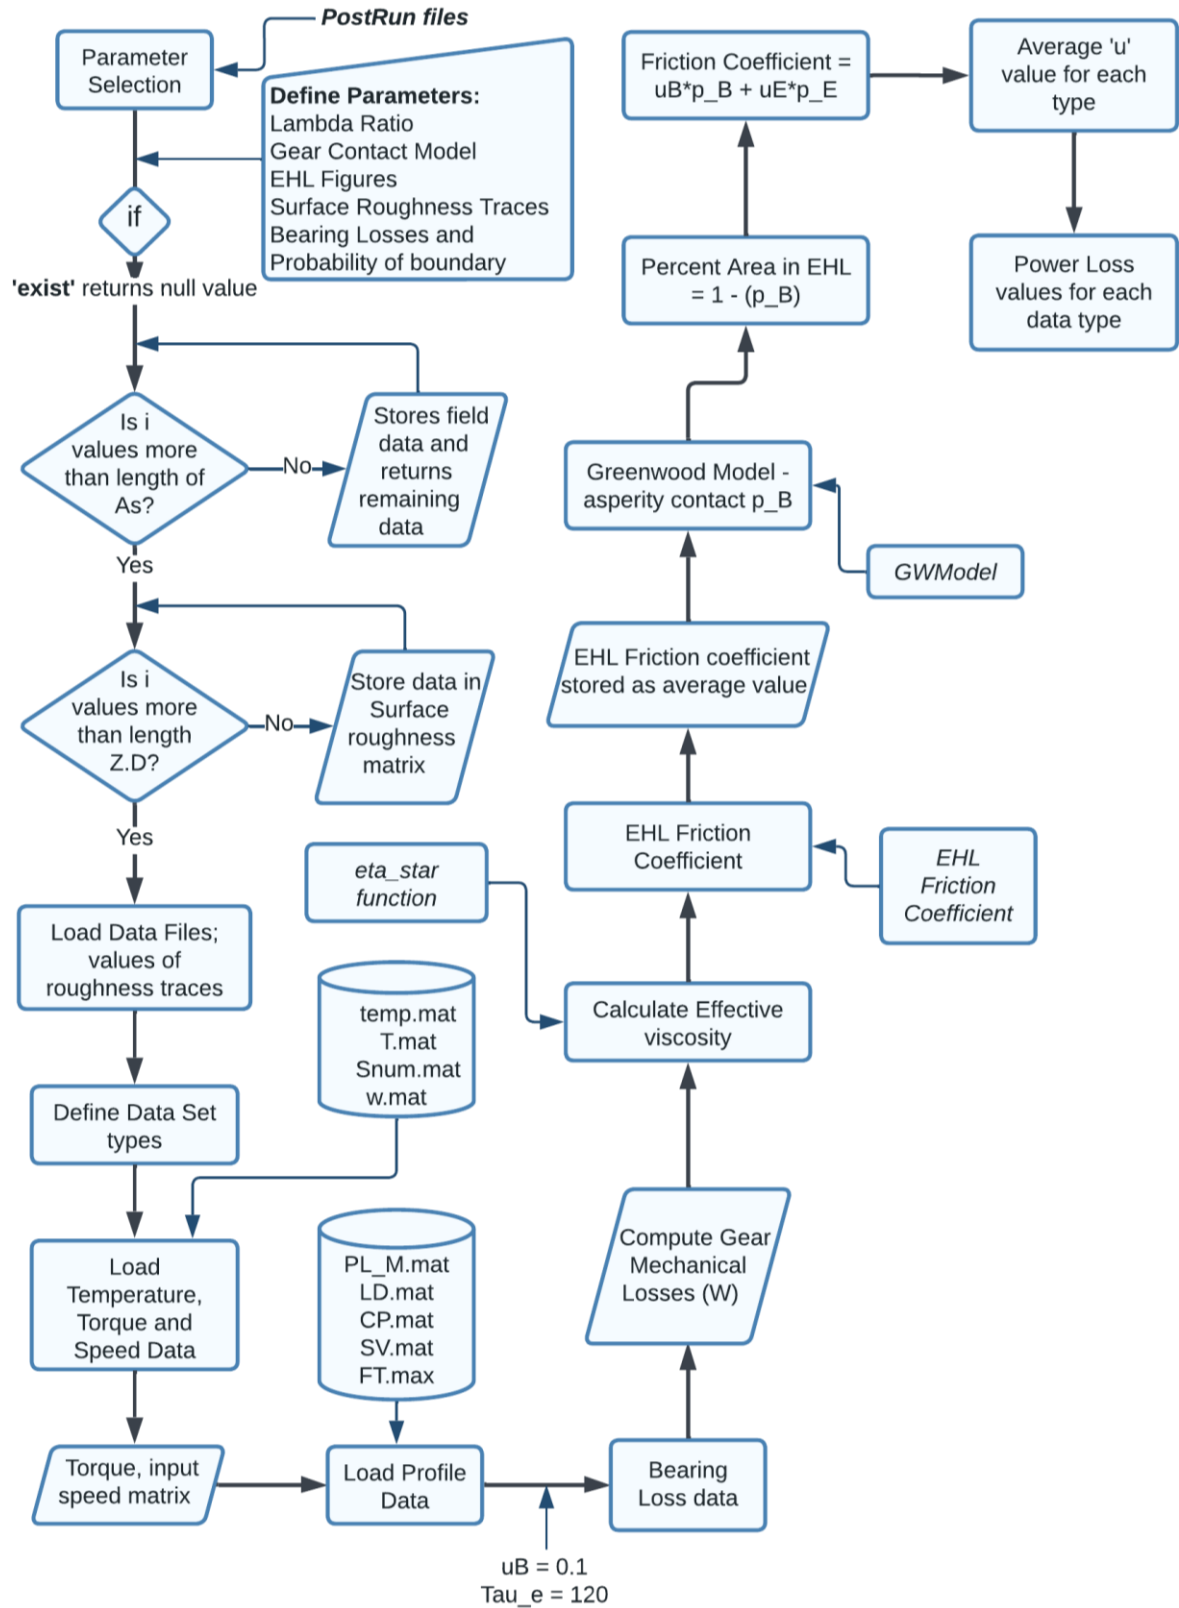 PostRun files
Parameter
Selection
Define Parameters:
Lambda Ratio
Gear Contact Model
EHL Figures
Surface Roughness Traces
Bearing Losses and
Probability of boundary
if
'exist' returns null value
Is i
values more
than length of
As?
No
Stores field
data and
returns
remaining
data
Yes
Is i
values more
than length
Z.D?
No
Store data in
Surface
roughness
matrix
Yes
Load Data Files;
values of
roughness traces
Define Data Set
types
temp.mat
T.mat
Snum.mat
w.mat
Load
Temperature,
Torque and
Speed Data
Torque, input
speed matrix
PL_M.mat
LD.mat
CP.mat
SV.mat
FT.max
Load Profile
Data
uB = 0.1
Tau_e = 120
Bearing
Loss data
Compute Gear
Mechanical
Losses (W)
eta_star
function
Calculate Effective
viscosity
EHL Friction
Coefficient
EHL
Friction
Coefficient
EHL Friction coefficient
stored as average value
Greenwood Model -
asperity contact p_B
GWModel
Percent Area in EHL
= 1 - (p_B)
Friction Coefficient =
uB*p_B + uE*p_E
Average 'u'
value for each
type
Power Loss
values for each
data type